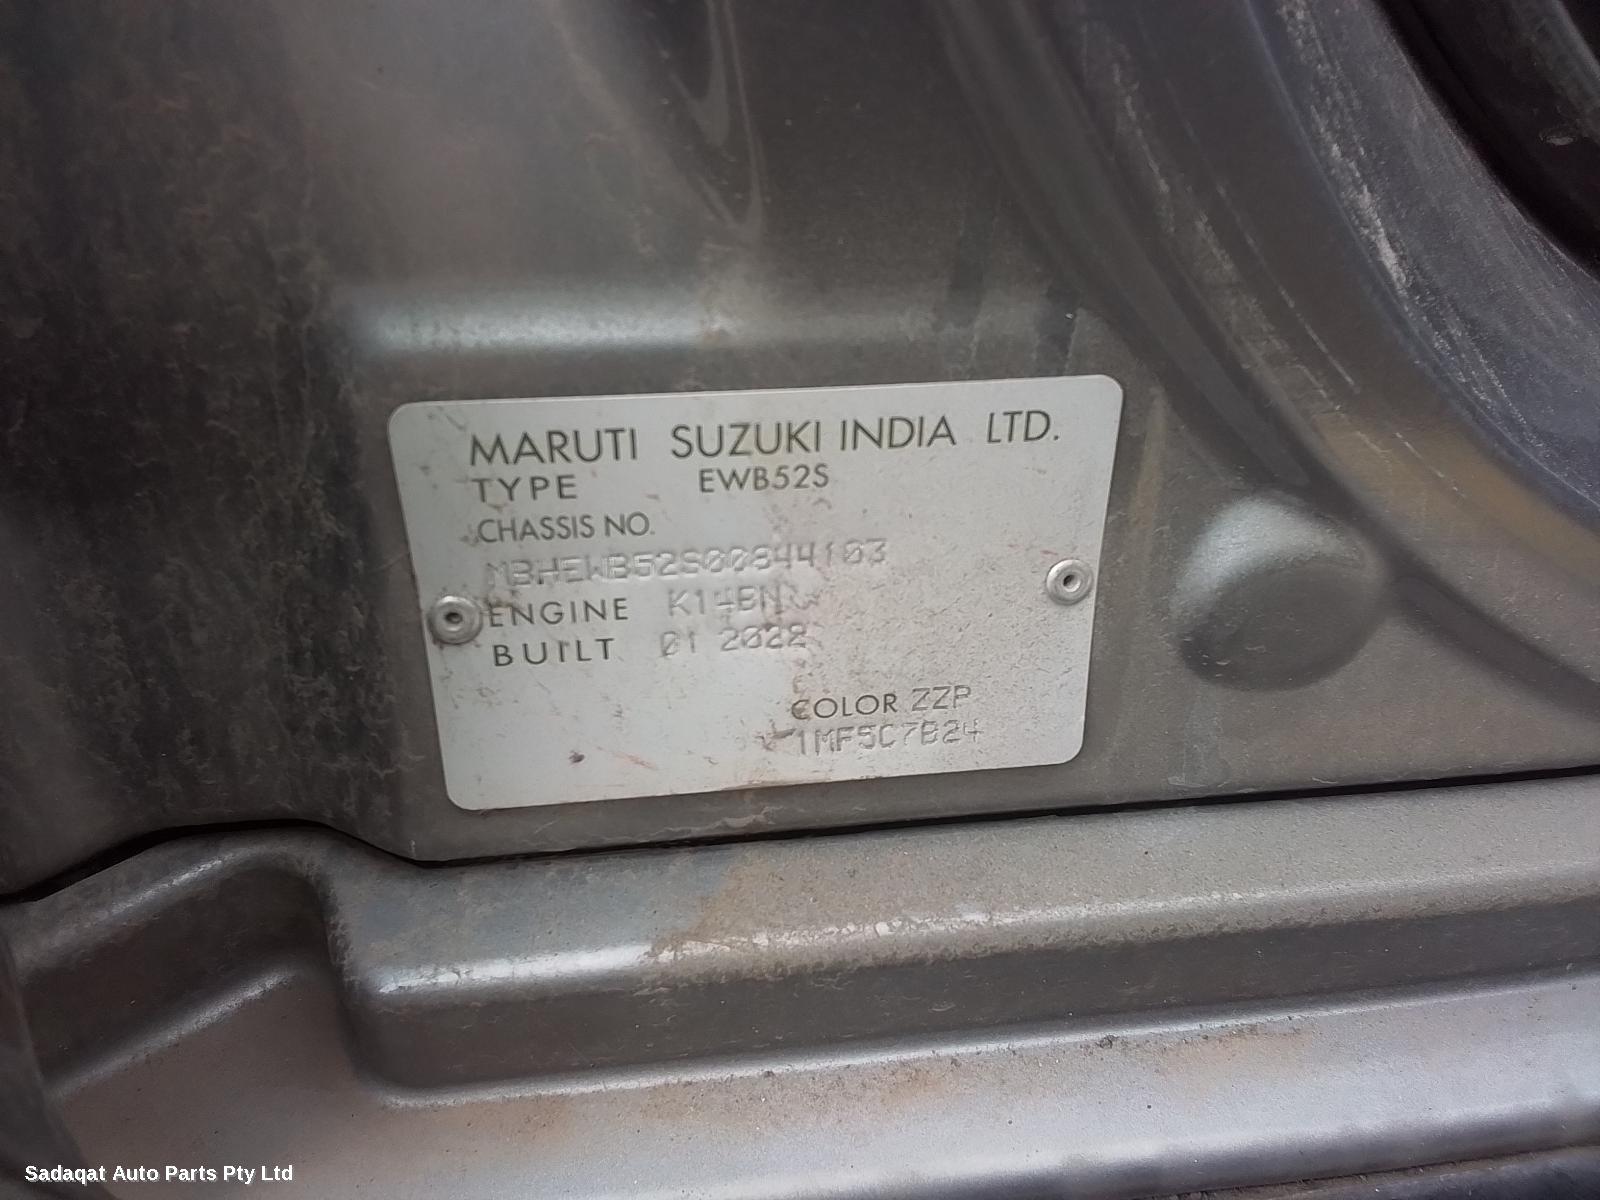 MARUTI SUZUKI INDIA LTD.
TYPE EWB52S
CHASSIS NO.
MBHEWB52S00844103
ENGINE K14BN
BUILT 01 2022
COLOR ZZP
1MF5C7B24
Sadaqat Auto Parts Pty Ltd